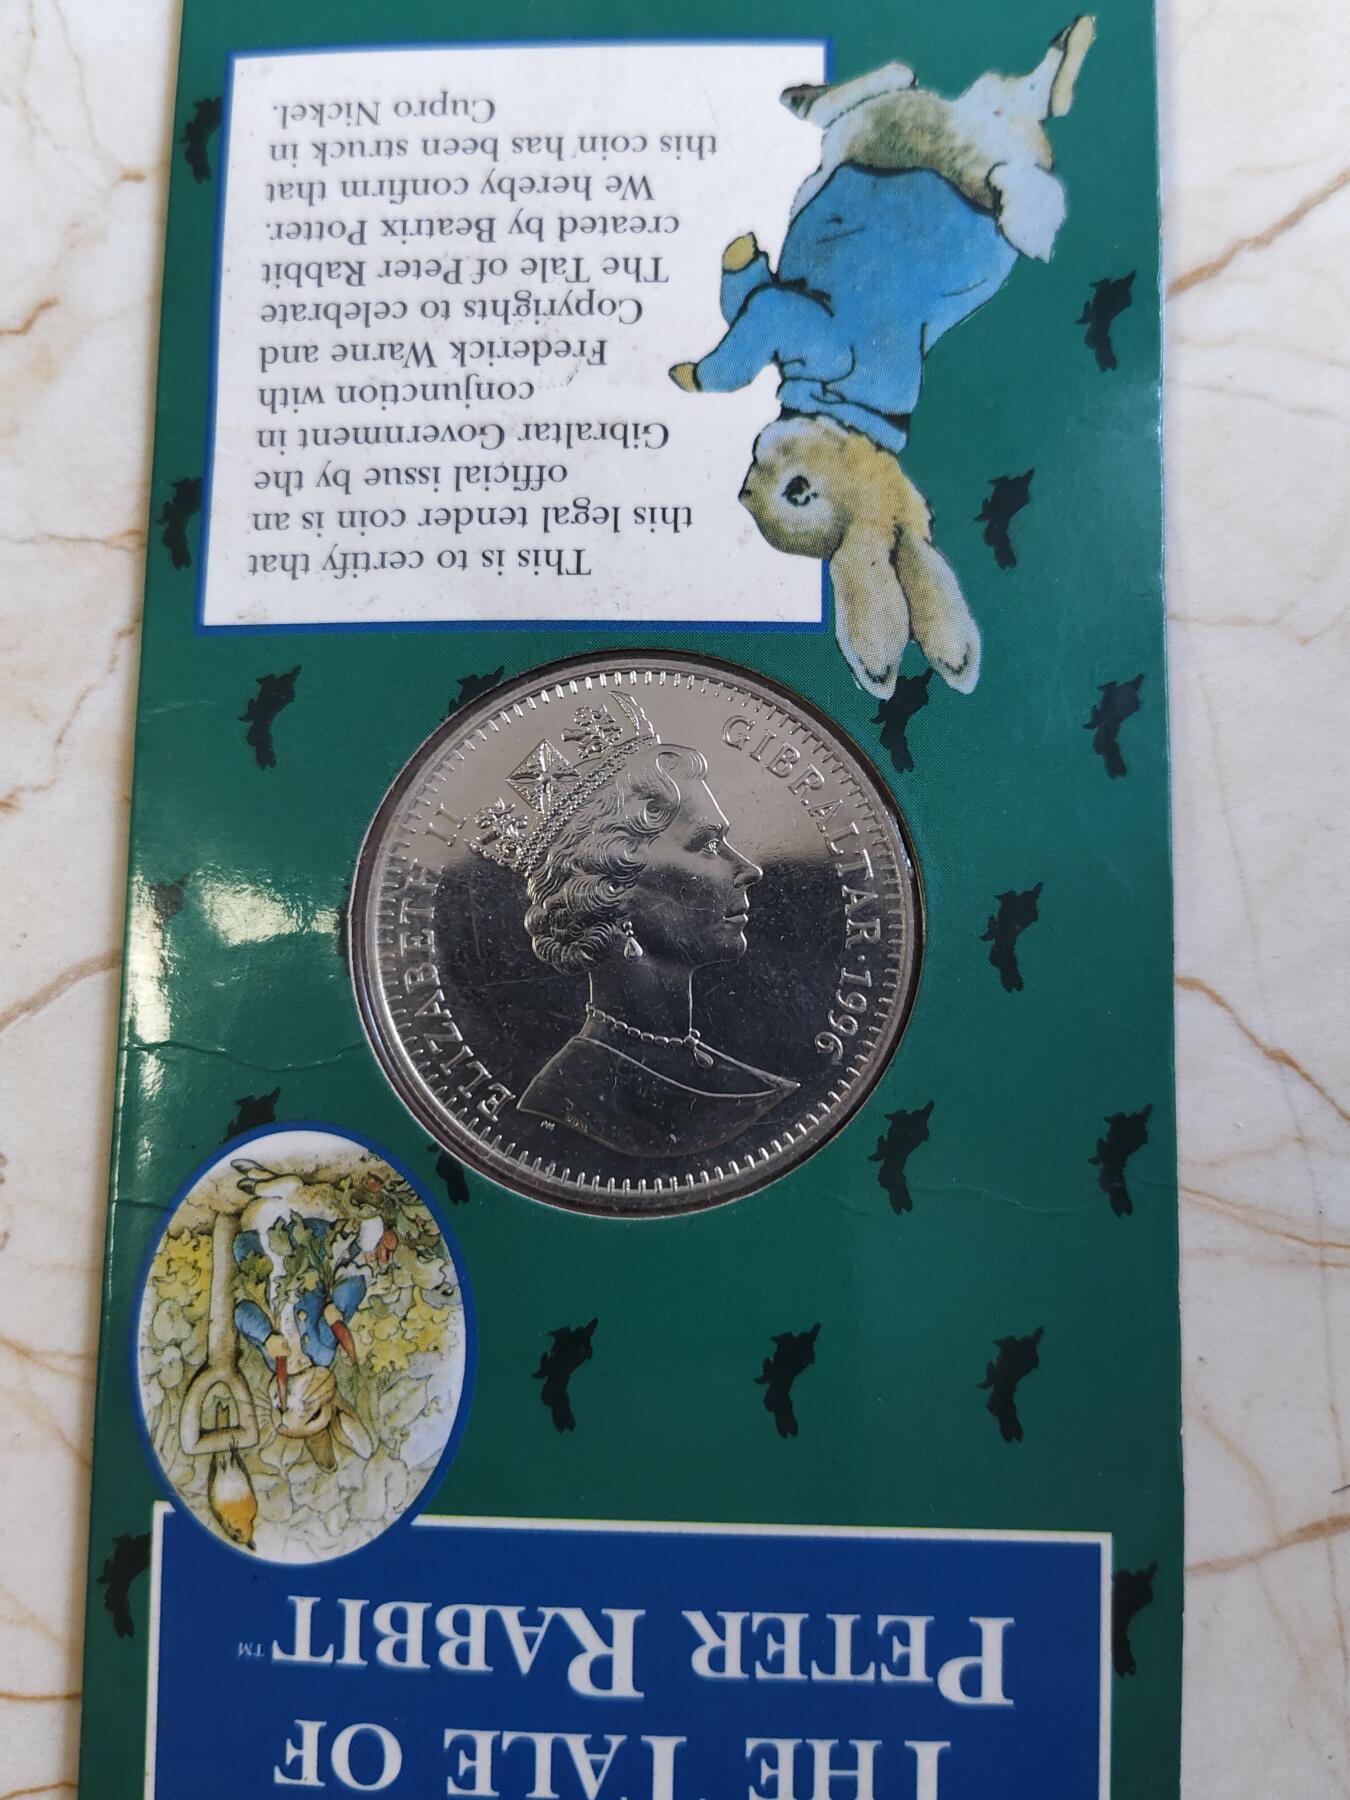 THE TALE OF
PETER RABBIT™
ELIZABETH II
GIBRALTAR · 1996
PM
This is to certify that
this legal tender coin is an
official issue by the
Gibraltar Government in
conjunction with
Frederick Warne and
Copyrights to celebrate
The Tale of Peter Rabbit
created by Beatrix Potter.
We hereby confirm that
this coin has been struck in
Cupro Nickel.